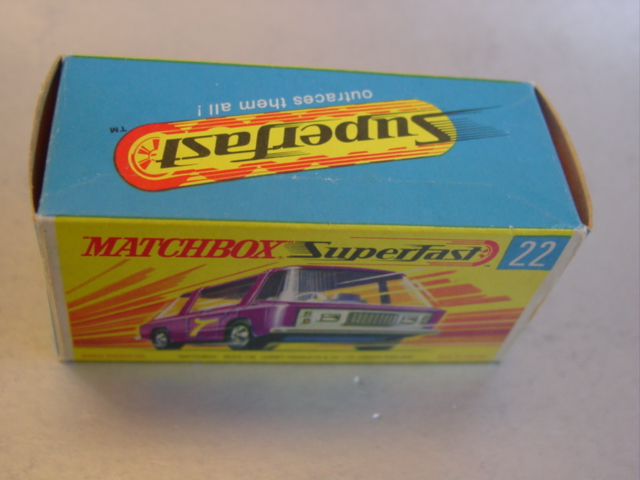 Superfast
TM
outraces them all!
MATCHBOX Superfast 22